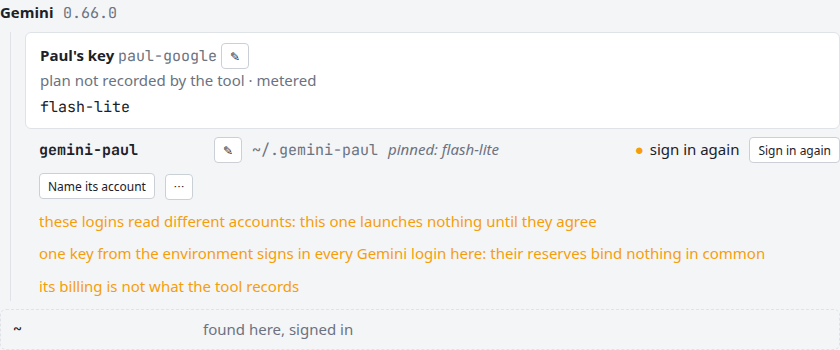 Gemini 0.66.0
Paul's key paul-google ✎
plan not recorded by the tool · metered
flash-lite
gemini-paul ✎ ~/.gemini-paul pinned: flash-lite ● sign in again Sign in again
Name its account ...
these logins read different accounts: this one launches nothing until they agree
one key from the environment signs in every Gemini login here: their reserves bind nothing in common
its billing is not what the tool records
~ found here, signed in